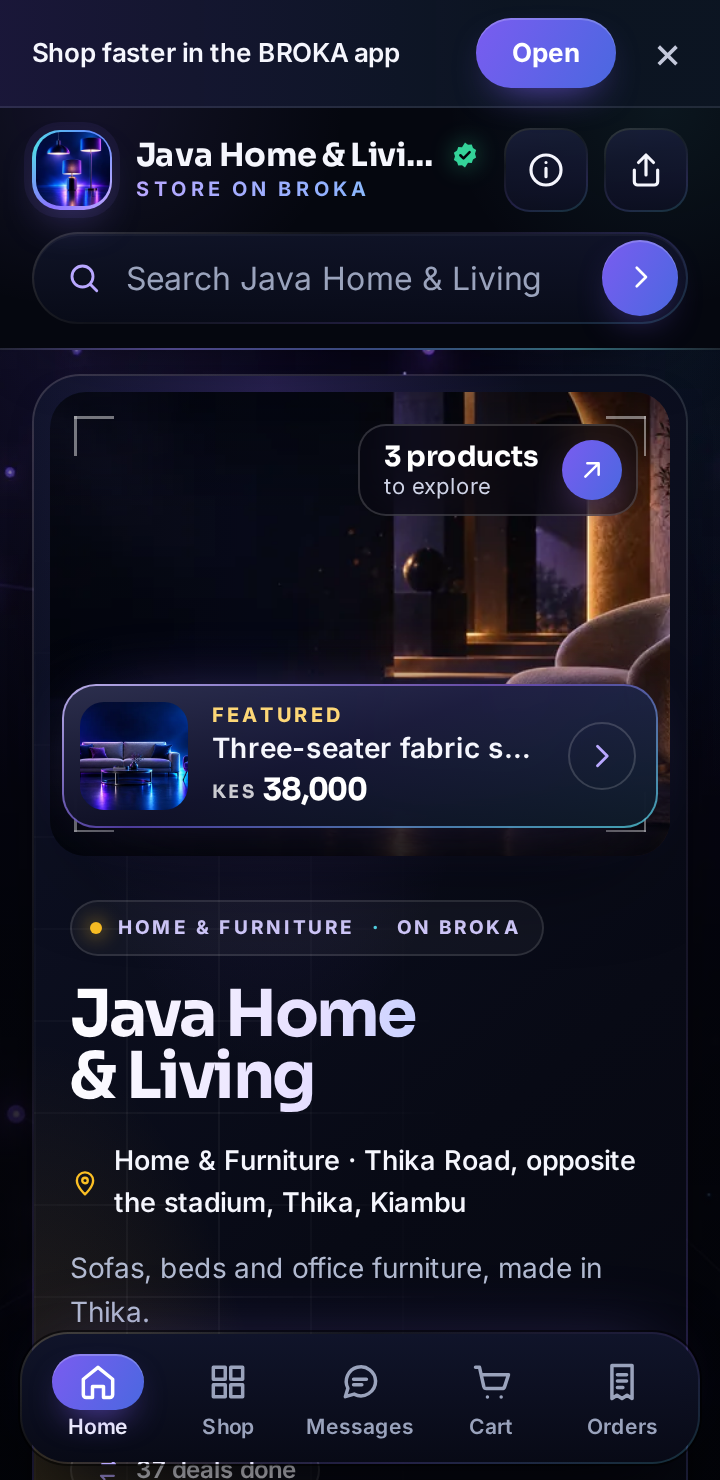 Shop faster in the BROKA app
Open
Java Home & Livi...
STORE ON BROKA
Search Java Home & Living
3 products
to explore
FEATURED
Three-seater fabric s...
KES 38,000
HOME & FURNITURE · ON BROKA
Java Home
& Living
Home & Furniture · Thika Road, opposite
the stadium, Thika, Kiambu
Sofas, beds and office furniture, made in
Thika.
Home
Shop
Messages
Cart
Orders
37 deals done